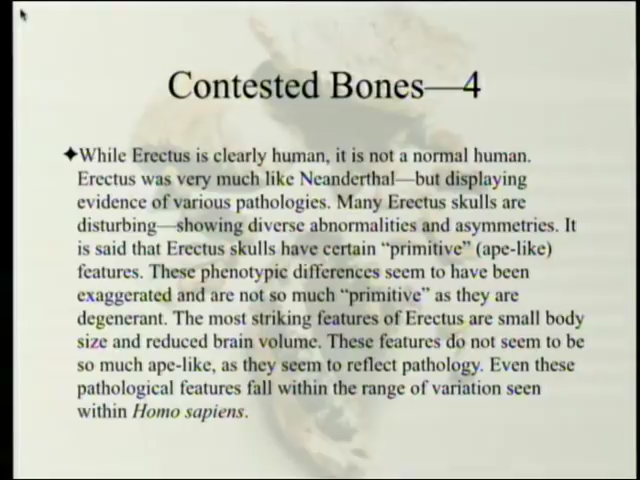 Contested Bones—4
✦While Erectus is clearly human, it is not a normal human.
Erectus was very much like Neanderthal—but displaying
evidence of various pathologies. Many Erectus skulls are
disturbing—showing diverse abnormalities and asymmetries. It
is said that Erectus skulls have certain “primitive” (ape-like)
features. These phenotypic differences seem to have been
exaggerated and are not so much “primitive” as they are
degenerant. The most striking features of Erectus are small body
size and reduced brain volume. These features do not seem to be
so much ape-like, as they seem to reflect pathology. Even these
pathological features fall within the range of variation seen
within Homo sapiens.